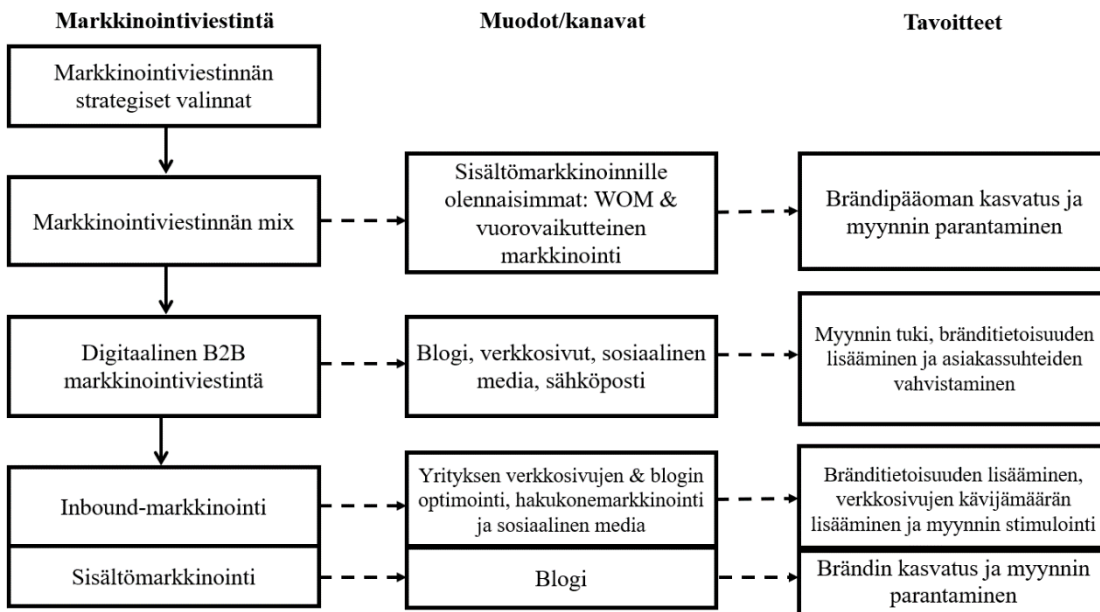 Markkinointiviestintä
Muodot/kanavat
Tavoitteet
Markkinointiviestinnän
strategiset valinnat
Markkinointiviestinnän mix
Sisältömarkkinoinnille
olennaisimmat: WOM &
vuorovaikutteinen
markkinointi
Brändipääoman kasvatus ja
myynnin parantaminen
Digitaalinen B2B
markkinointiviestintä
Blogi, verkkosivut, sosiaalinen
media, sähköposti
Myynnin tuki, bränditietoisuuden
lisääminen ja asiakassuhteiden
vahvistaminen
Inbound-markkinointi
Yrityksen verkkosivujen & blogin
optimointi, hakukonemarkkinointi
ja sosiaalinen media
Bränditietoisuuden lisääminen,
verkkosivujen kävijämäärän
lisääminen ja myynnin stimulointi
Sisältömarkkinointi
Blogi
Brändin kasvatus ja myynnin
parantaminen